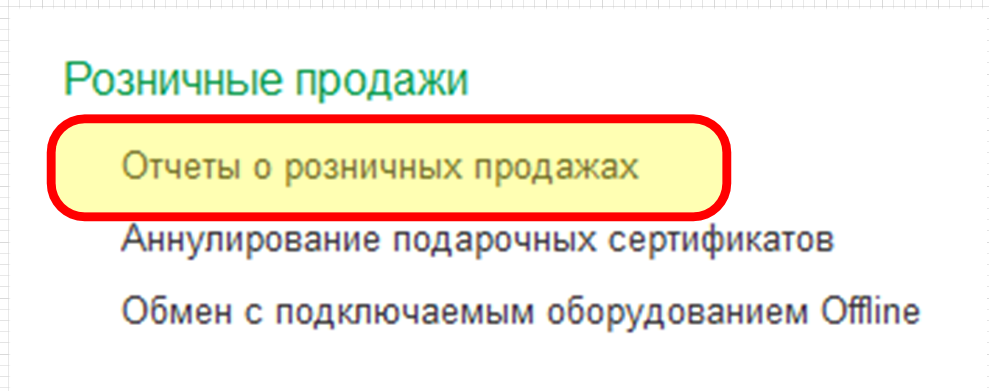 Розничные продажи
Отчеты о розничных продажах
Аннулирование подарочных сертификатов
Обмен с подключаемым оборудованием Offline